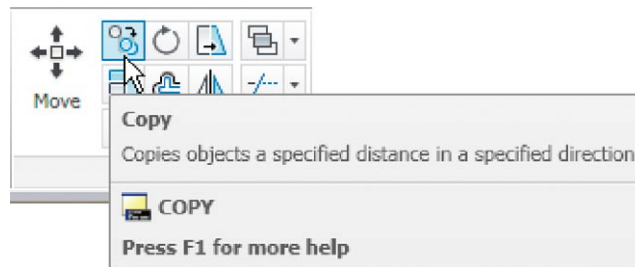 Move
Copy
Copies objects a specified distance in a specified direction
COPY
Press F1 for more help